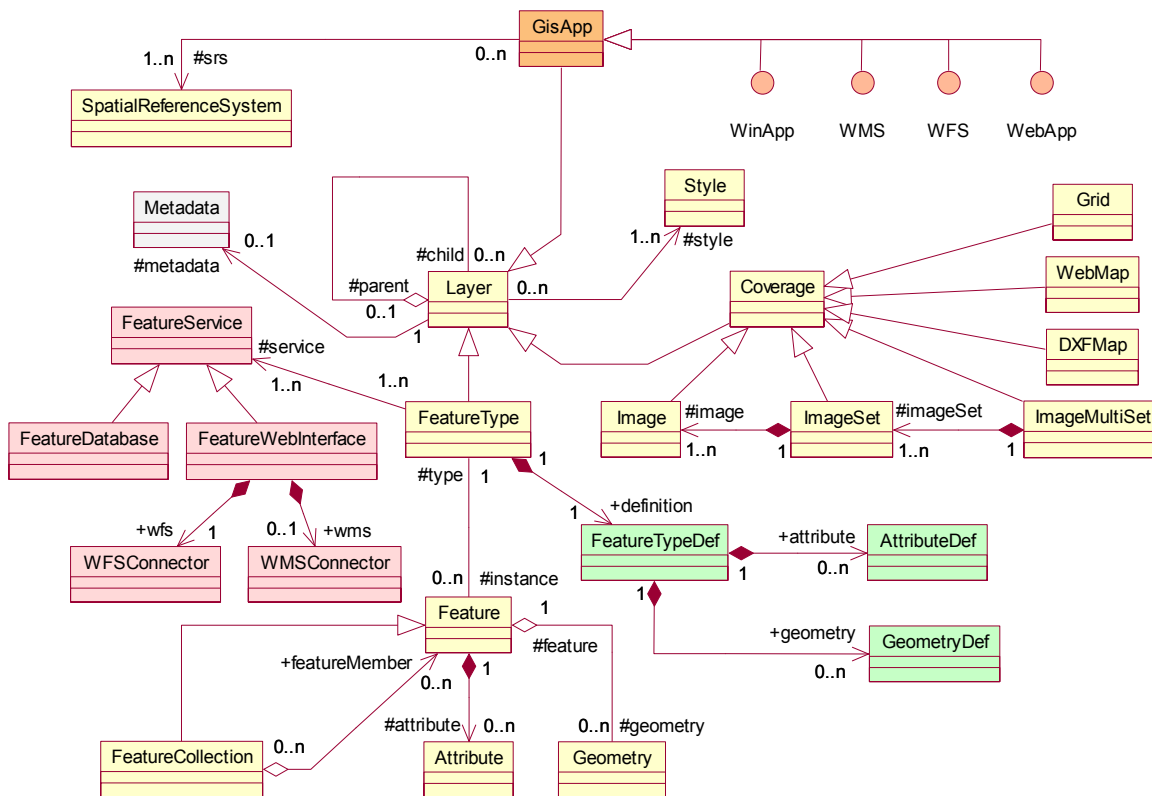 GisApp
0..n
1..n
#srs
SpatialReferenceSystem
WinApp
WMS
WFS
WebApp
Metadata
0..1
#metadata
Style
1..n
#style
Grid
WebMap
DXFMap
#child
0..n
#parent
0..1
Layer
0..n
1
Coverage
FeatureService
#service
1..n
1..n
FeatureType
#type
1
1
Image
#image
1..n
ImageSet
1
#imageSet
1..n
ImageMultiSet
1
FeatureDatabase
FeatureWebInterface
+wfs
1
0..1
+wms
WFSConnector
WMSConnector
+definition
1
FeatureTypeDef
1
1
+attribute
0..n
AttributeDef
+geometry
0..n
GeometryDef
0..n
#instance
Feature
1
#feature
+featureMember
0..n
1
#attribute
0..n
0..n
#geometry
FeatureCollection
0..n
Attribute
Geometry